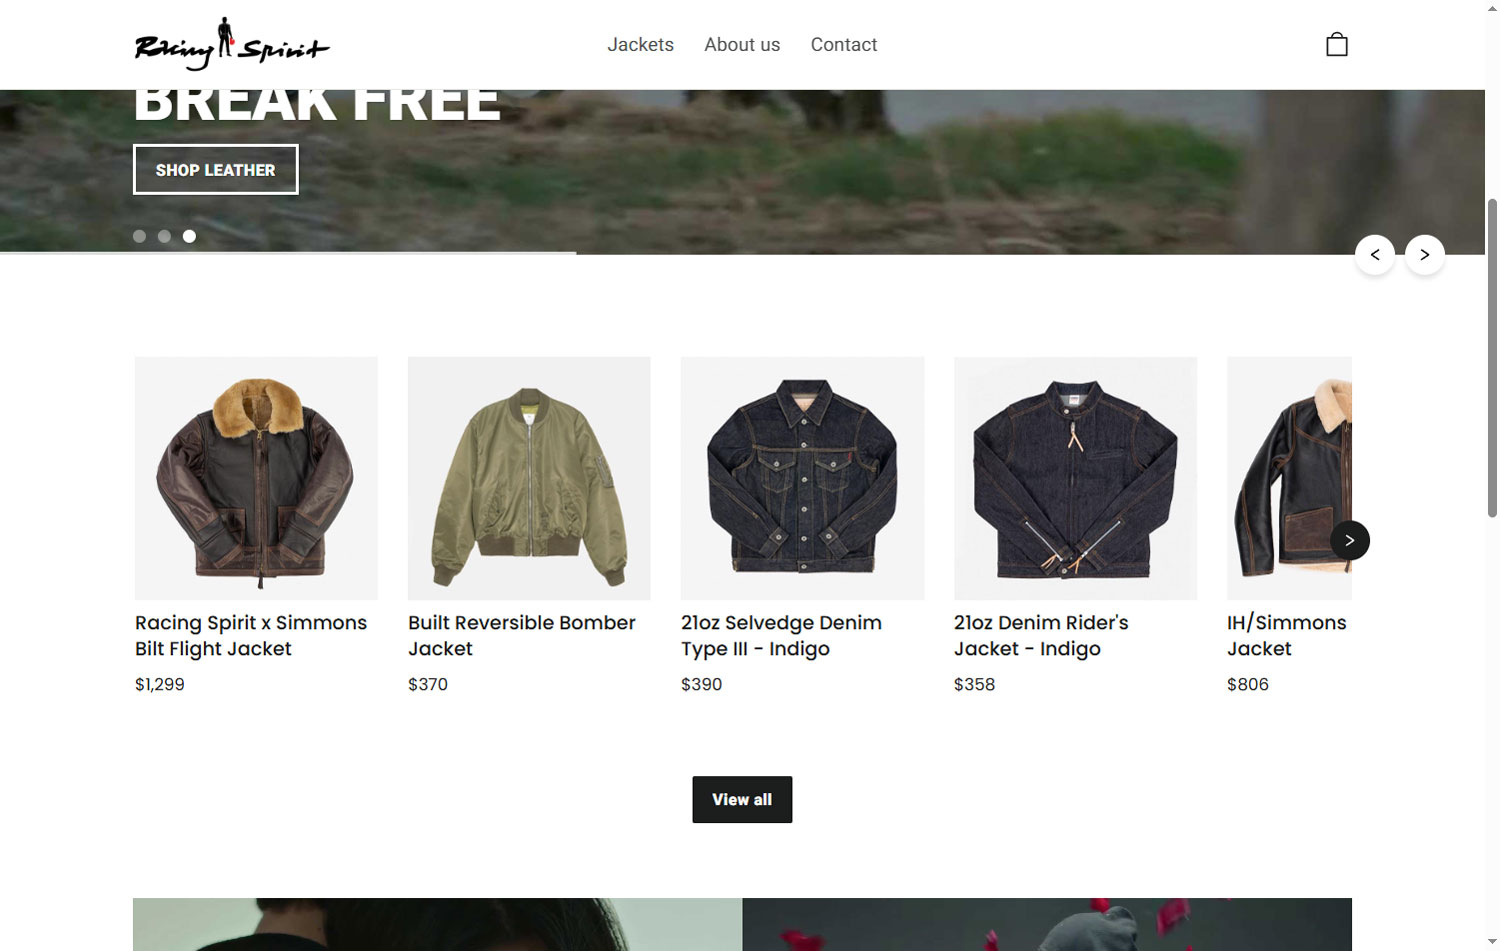 Racing Spirit
Jackets
About us
Contact
BREAK FREE
SHOP LEATHER
<
>
Racing Spirit x Simmons
Bilt Flight Jacket
$1,299
Built Reversible Bomber
Jacket
$370
21oz Selvedge Denim
Type III - Indigo
$390
21oz Denim Rider's
Jacket - Indigo
$358
IH/Simmons
Jacket
$806
>
View all